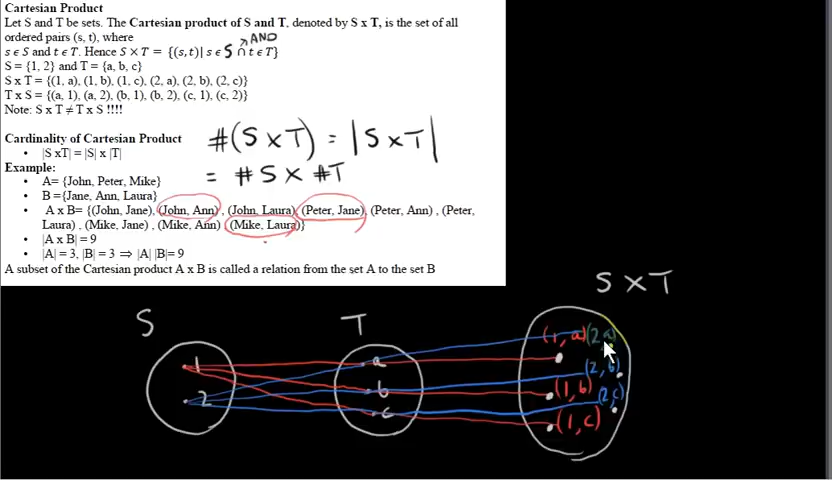 Cartesian Product
Let S and T be sets. The Cartesian product of S and T, denoted by S x T, is the set of all
ordered pairs (s, t), where
AND
s ϵ S and t ϵ T. Hence S × T = {(s,t)| s ϵ S ∩ t ϵ T}
S = {1, 2} and T = {a, b, c}
S x T = {(1, a), (1, b), (1, c), (2, a), (2, b), (2, c)}
T x S = {(a, 1), (a, 2), (b, 1), (b, 2), (c, 1), (c, 2)}
Note: S x T ≠ T x S !!!!
Cardinality of Cartesian Product
#(S x T) = |S x T|
• |S xT| = |S| x |T|
= #S x #T
Example:
• A= {John, Peter, Mike}
• B ={Jane, Ann, Laura}
• A x B= {(John, Jane), (John, Ann) , (John, Laura), (Peter, Jane), (Peter, Ann) , (Peter,
Laura) , (Mike, Jane) , (Mike, Ann) , (Mike, Laura)}
• |A x B| = 9
• |A| = 3, |B| = 3 ⇒ |A| |B|= 9
A subset of the Cartesian product A x B is called a relation from the set A to the set B
S x T
S
T
(1, a) (2,a)
1
a
(2, b)
2
b
(1, b) (2,c)
c
(1, c)